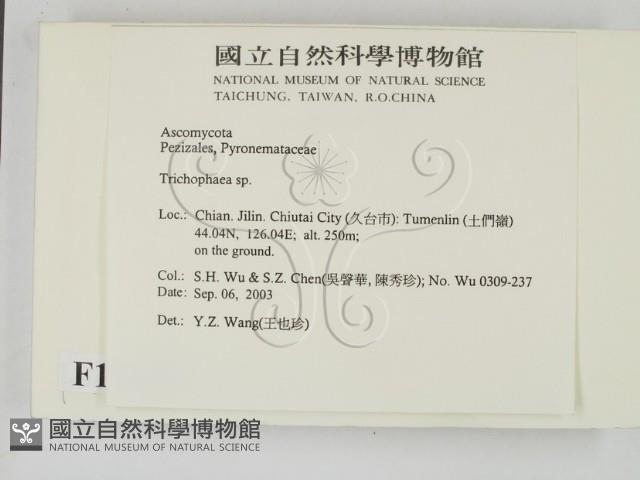 國立自然科學博物館
NATIONAL MUSEUM OF NATURAL SCIENCE
TAICHUNG, TAIWAN, R.O.CHINA
Ascomycota
Pezizales, Pyronemataceae
Trichophaea sp.
Loc.: Chian. Jilin. Chiutai City (久台市): Tumenlin (土們嶺)
44.04N, 126.04E; alt. 250m;
on the ground.
Col.: S.H. Wu & S.Z. Chen(吳聲華, 陳秀珍); No. Wu 0309-237
Date: Sep. 06, 2003
Det.: Y.Z. Wang(王也珍)
F1
國立自然科學博物館
NATIONAL MUSEUM OF NATURAL SCIENCE